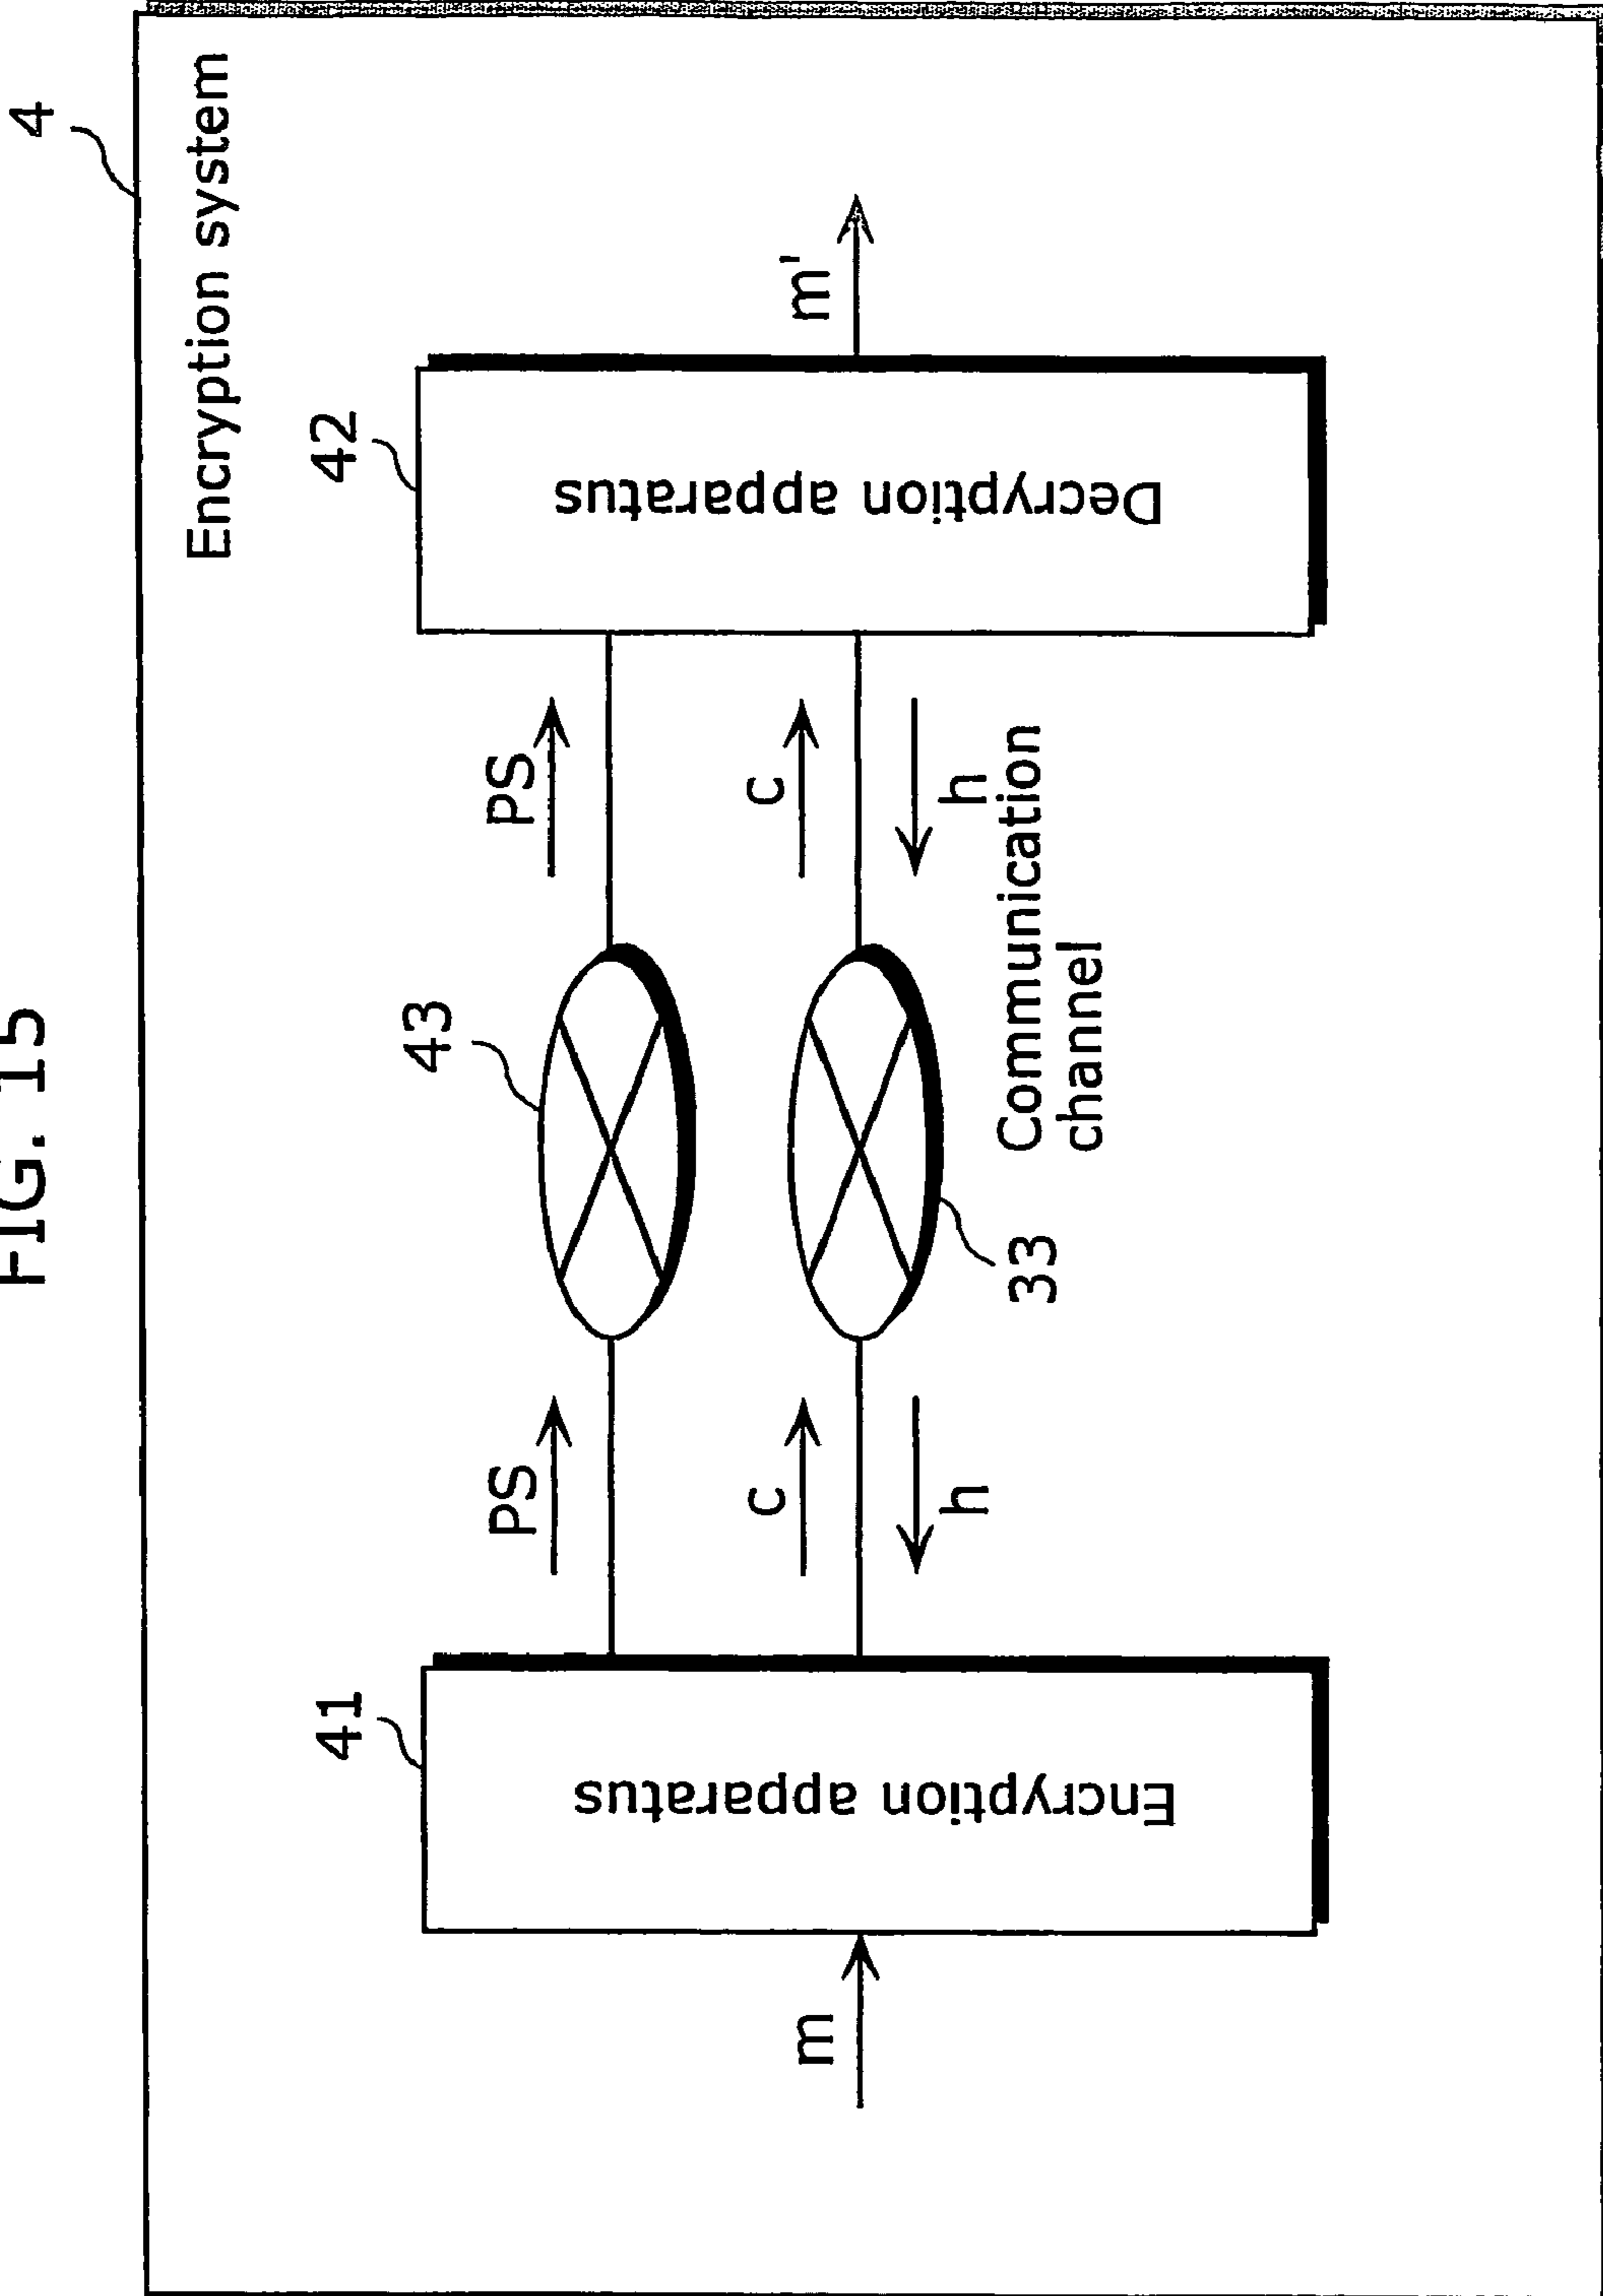 FIG. 15
4
Encryption system
41
42
43
PS
PS
m
Encryption apparatus
c
c
Decryption apparatus
m'
h
h
33
Communication
channel